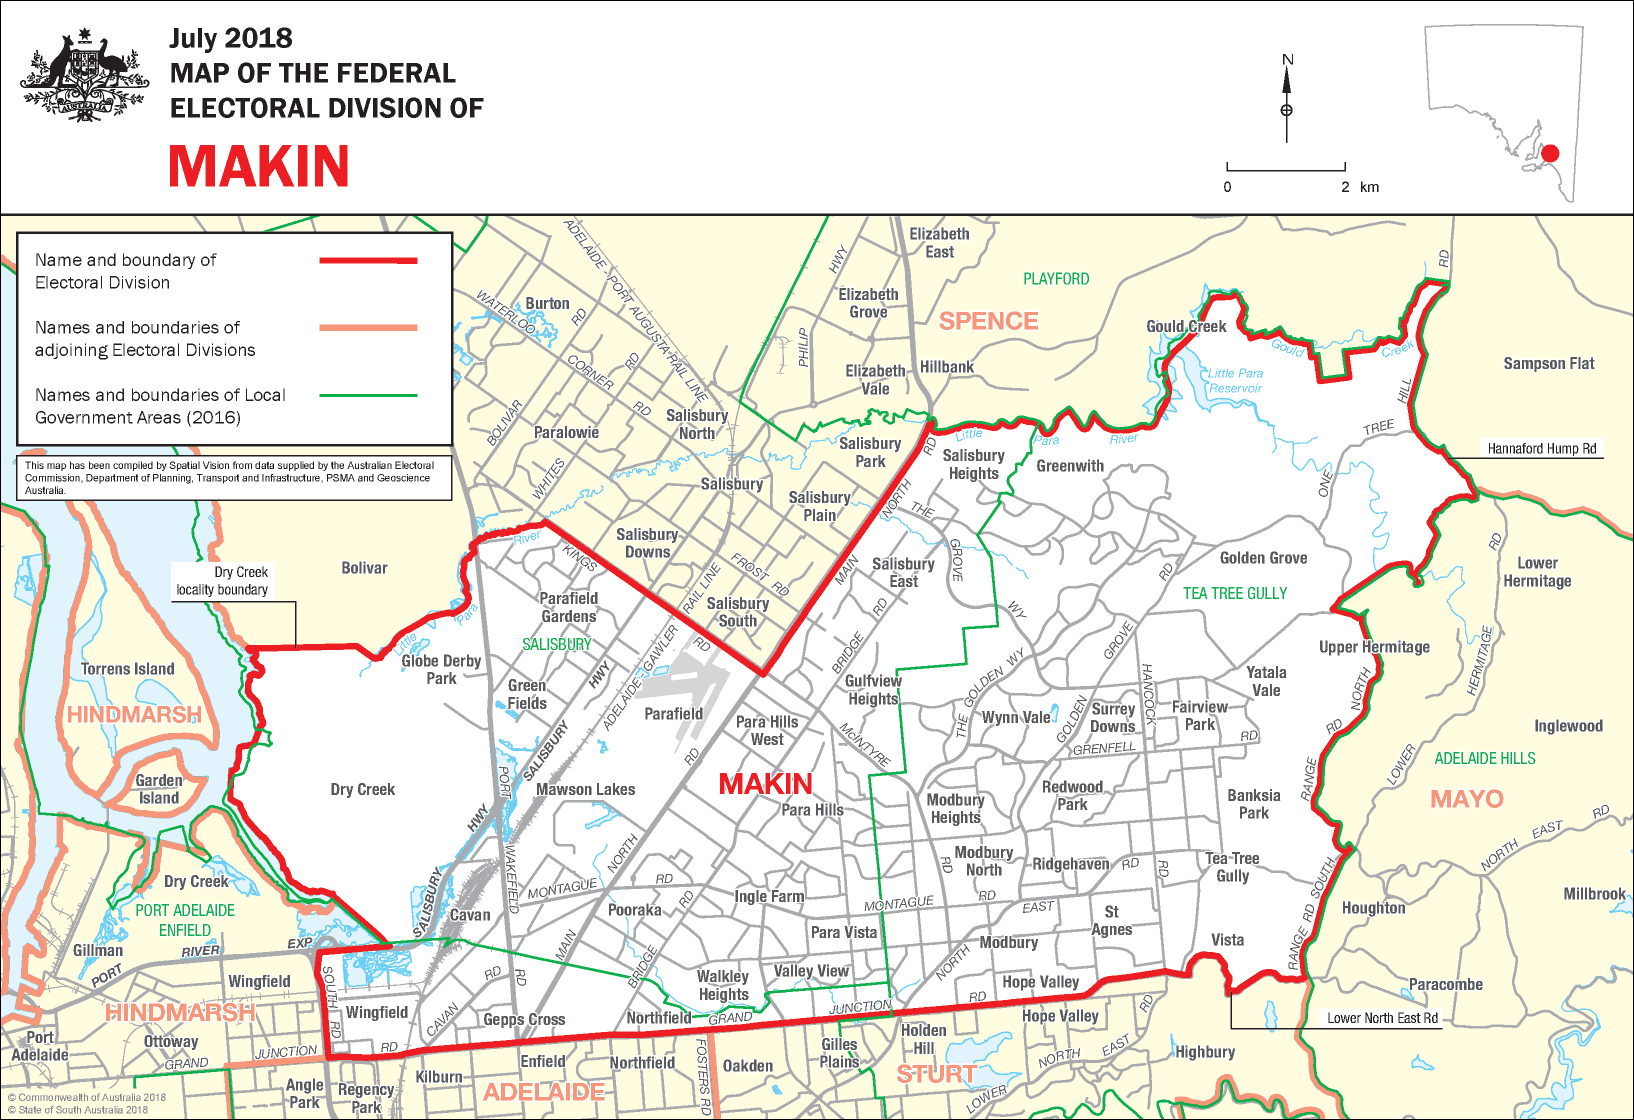 July 2018
MAP OF THE FEDERAL
ELECTORAL DIVISION OF
MAKIN
AUSTRALIA
N
0 2 km
Name and boundary of
Electoral Division
Names and boundaries of
adjoining Electoral Divisions
Names and boundaries of Local
Government Areas (2016)
This map has been compiled by Spatial Vision from data supplied by the Australian Electoral
Commission, Department of Planning, Transport and Infrastructure, PSMA and Geoscience
Australia.
ADELAIDE - PORT AUGUSTA RAIL LINE
Elizabeth
East
PLAYFORD
HWY
RD
Burton
WATERLOO
RD
Elizabeth
Grove
SPENCE
Gould Creek
Gould
Creek
PHILIP
CORNER
RD
RD
Hillbank
Elizabeth
Vale
Little Para
Reservoir
Sampson Flat
HILL
BOLIVAR
Salisbury
North
Paralowie
Salisbury
Park
RD
Little
Para
River
TREE
Hannaford Hump Rd
Salisbury
Heights
Greenwith
WHITES
Salisbury
Salisbury
Plain
NORTH
THE
ONE
River
KINGS
Salisbury
Downs
FROST RD
MAIN
GROVE
Salisbury
East
Golden Grove
RD
RD
Lower
Hermitage
Bolivar
Dry Creek
locality boundary
RAIL LINE
Parafield
Gardens
Salisbury
South
RD
WY
TEA TREE GULLY
Little
Para
SALISBURY
RD
BRIDGE
GROVE
Upper Hermitage
HERMITAGE
Torrens Island
Globe Derby
Park
Green
Fields
HWY
ADELAIDE - GAWLER
Gulfview
Heights
THE GOLDEN WY
HANCOCK
Yatala
Vale
NORTH
HINDMARSH
Parafield
Para Hills
West
McINTYRE
Wynn Vale
GOLDEN
Surrey
Downs
Fairview
Park
RD
Inglewood
SALISBURY
RD
GRENFELL
RD
LOWER
ADELAIDE HILLS
Garden
Island
Dry Creek
PORT
Mawson Lakes
MAKIN
Redwood
Park
RANGE
MAYO
HWY
Para Hills
Modbury
Heights
Banksia
Park
RD
NORTH
EAST
NORTH
WAKEFIELD
Modbury
North
RD
Ridgehaven
RD
RD
Tea Tree
Gully
Dry Creek
SALISBURY
MONTAGUE
RD
Ingle Farm
MONTAGUE
RD
EAST
RD SOUTH
Millbrook
PORT ADELAIDE
ENFIELD
Cavan
Pooraka
RD
Para Vista
St
Agnes
Houghton
Gillman
RIVER
EXP
MAIN
Modbury
Vista
PORT
Wingfield
SOUTH
RD
RD
BRIDGE
Walkley
Heights
Valley View
NORTH
Hope Valley
RANGE
Paracombe
HINDMARSH
Wingfield
CAVAN
Gepps Cross
Northfield
GRAND
JUNCTION
RD
Hope Valley
RD
Lower North East Rd
Port
Adelaide
Ottoway
GRAND
JUNCTION
RD
RD
Enfield
Northfield
FOSTERS RD
Oakden
Gilles
Plains
Holden
Hill
NORTH
EAST
Highbury
Angle
Park
Regency
Park
Kilburn
ADELAIDE
STURT
LOWER
© Commonwealth of Australia 2018
© State of South Australia 2018